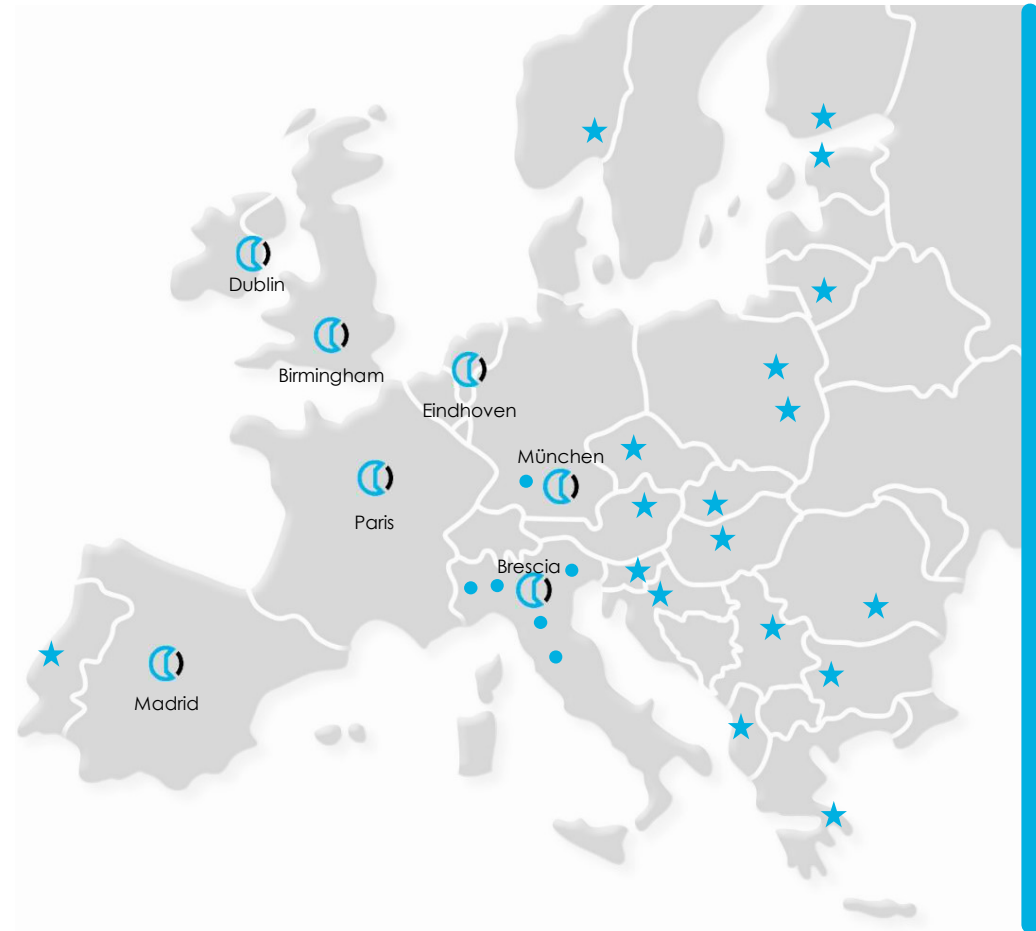 Dublin
Birmingham
Eindhoven
München
Paris
Brescia
Madrid